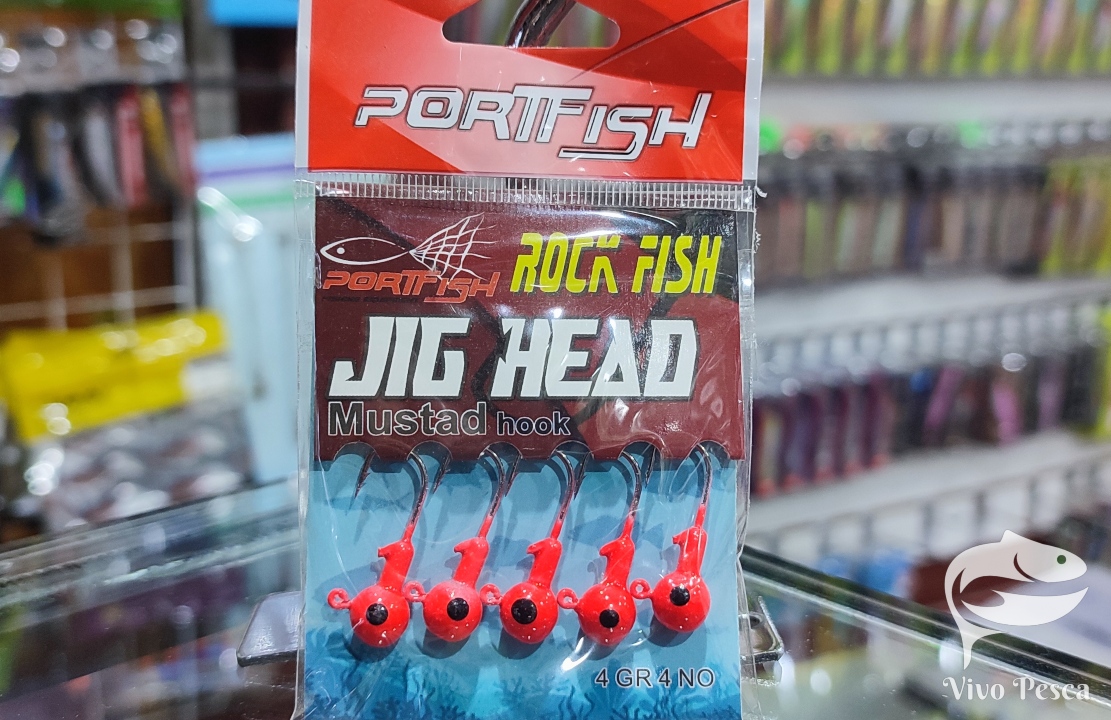 PORTFISH
PORTFISH
ROCK FISH
JIG HEAD
Mustad hook
4 GR 4 NO
Vivo Pesca